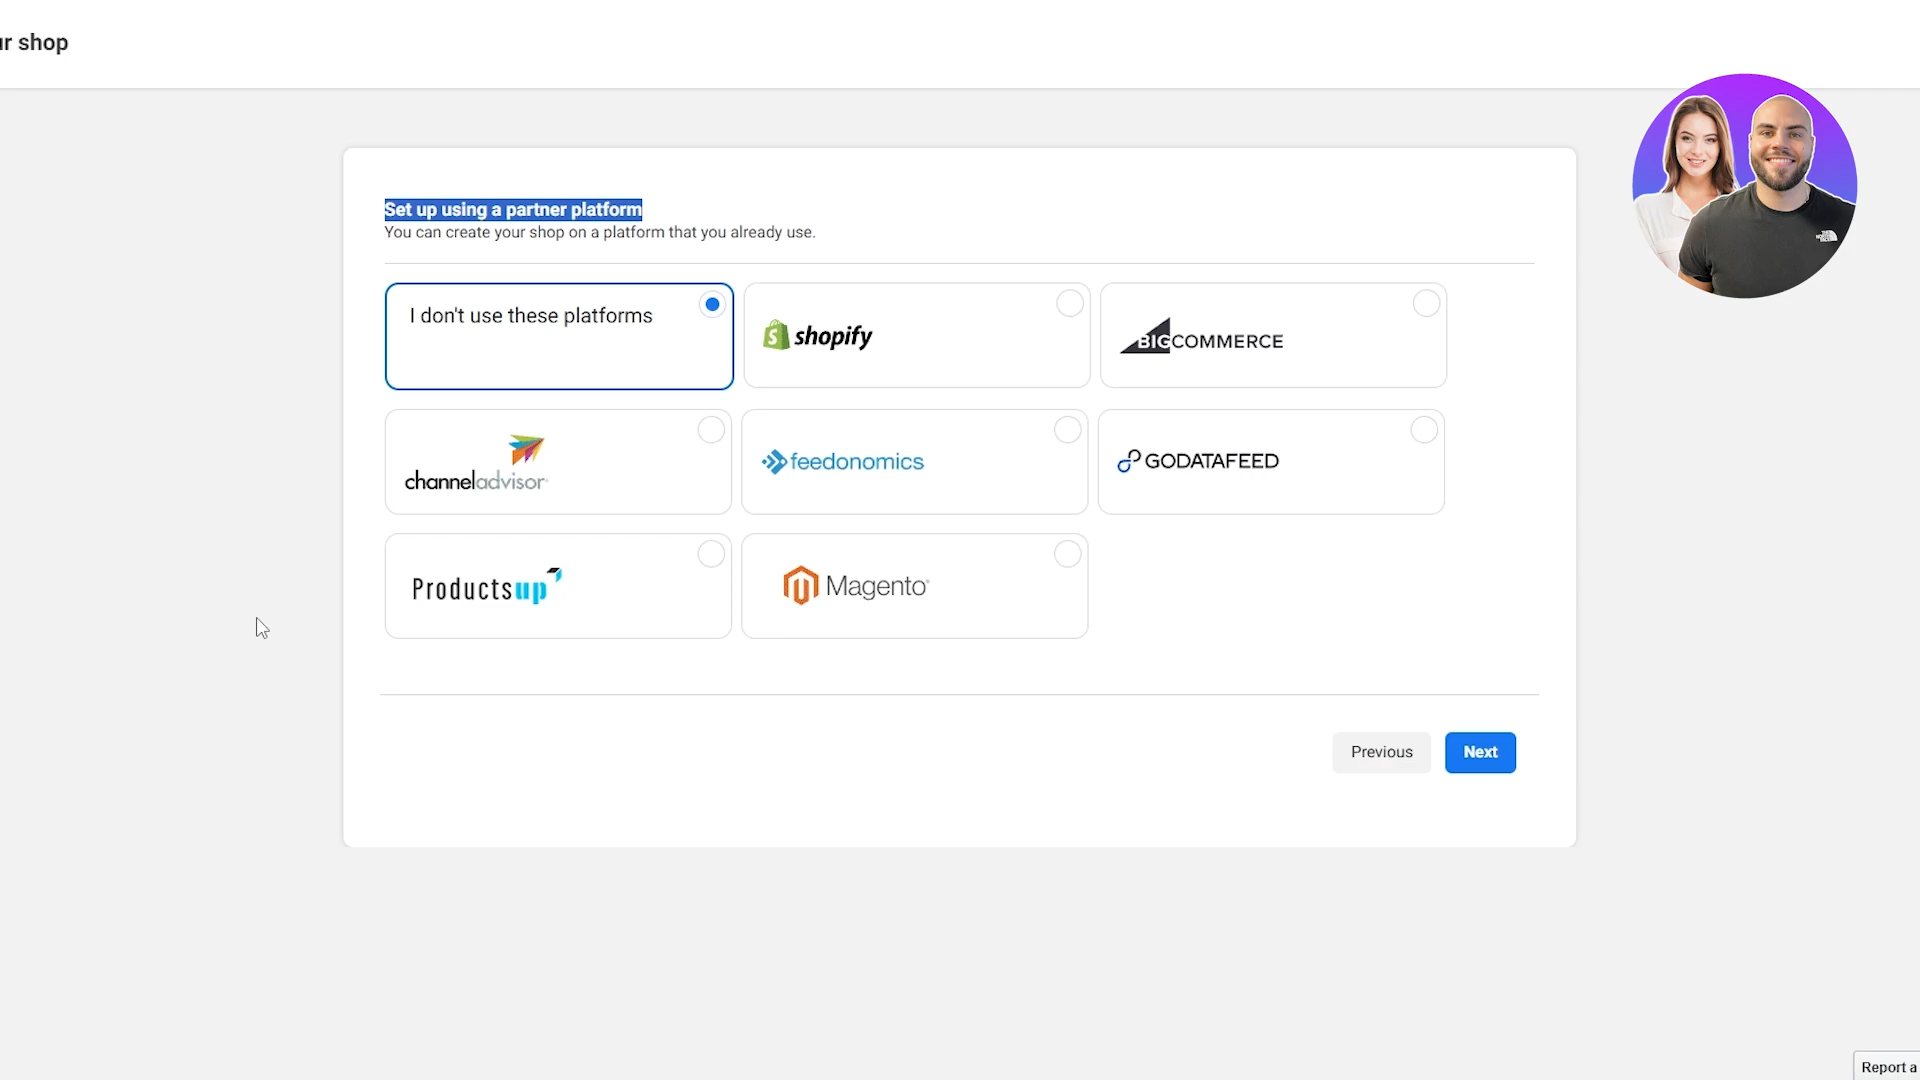 ur shop
Set up using a partner platform
You can create your shop on a platform that you already use.
I don't use these platforms
shopify
BIGCOMMERCE
channeladvisor
feedonomics
GODATAFEED
Productsup
Magento
Previous
Next
Report a